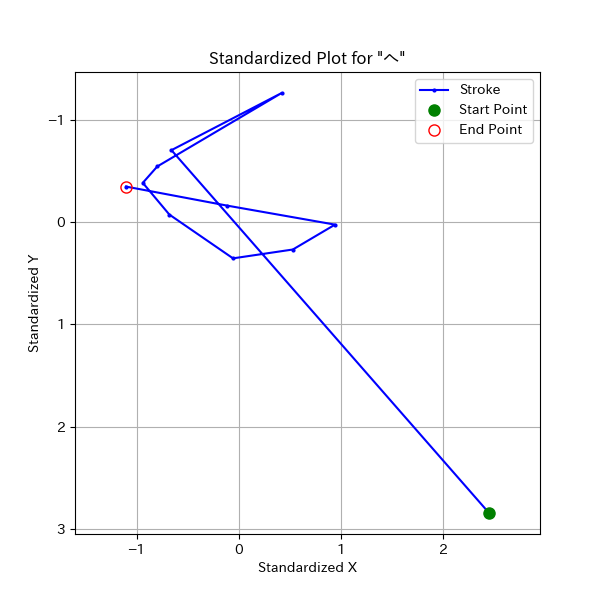 Standardized Plot for "へ"
Stroke
Start Point
End Point
−1
0
1
2
3
Standardized Y
−1
0
1
2
Standardized X